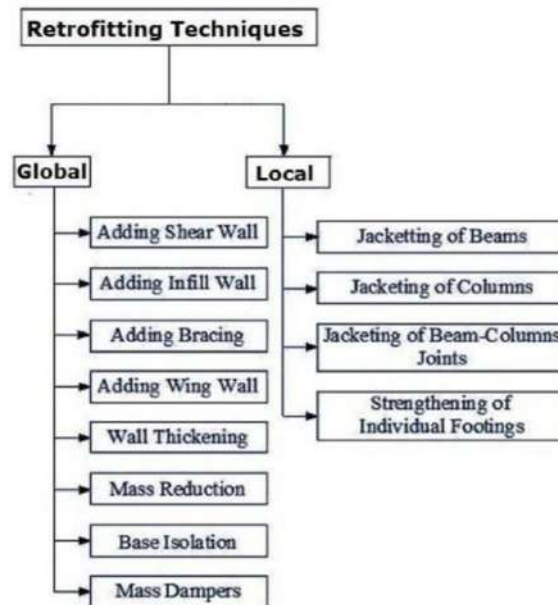 Retrofitting Techniques
Global
Local
Adding Shear Wall
Adding Infill Wall
Adding Bracing
Adding Wing Wall
Wall Thickening
Mass Reduction
Base Isolation
Mass Dampers
Jacketting of Beams
Jacketing of Columns
Jacketing of Beam-Columns
Joints
Strengthening of
Individual Footings